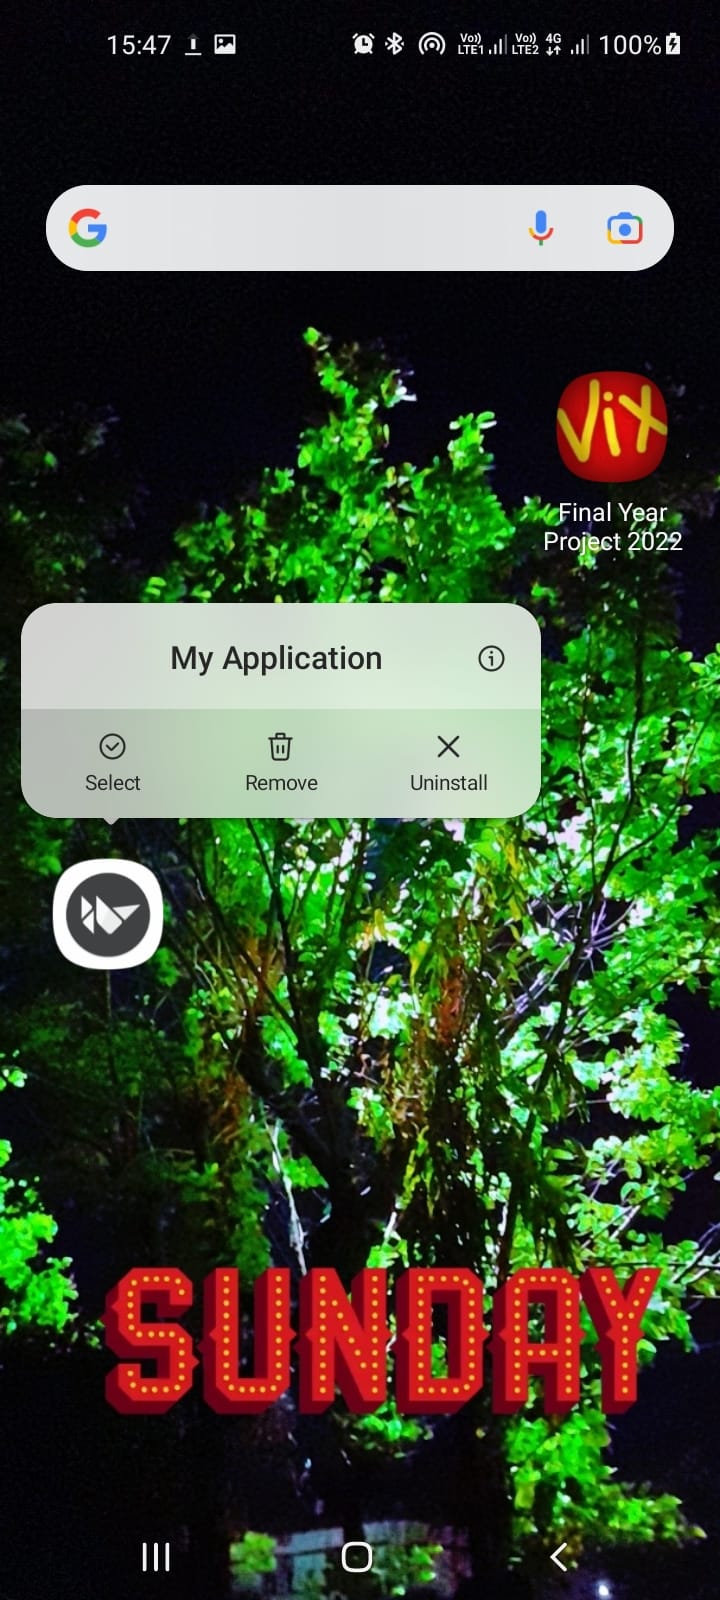 15:47
Vo)) LTE1 Vo)) LTE2 4G 100%
ViX
Final Year
Project 2022
My Application
Select Remove Uninstall
SUNDAY